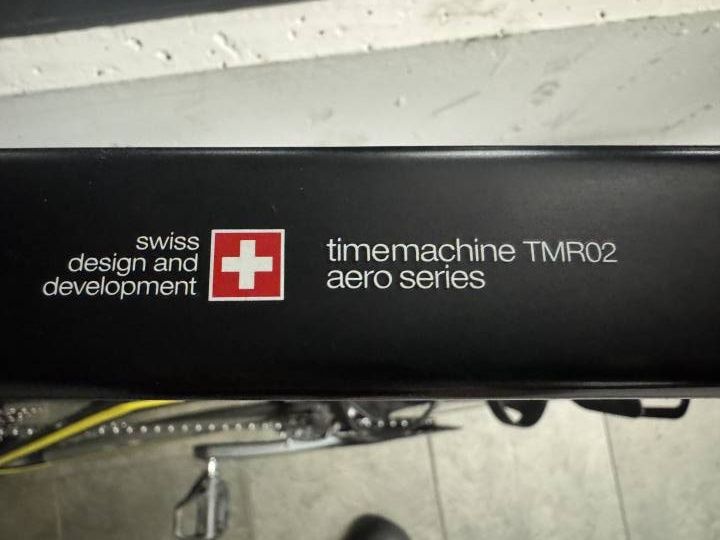 swiss
design and
development
timemachine TMR02
aero series